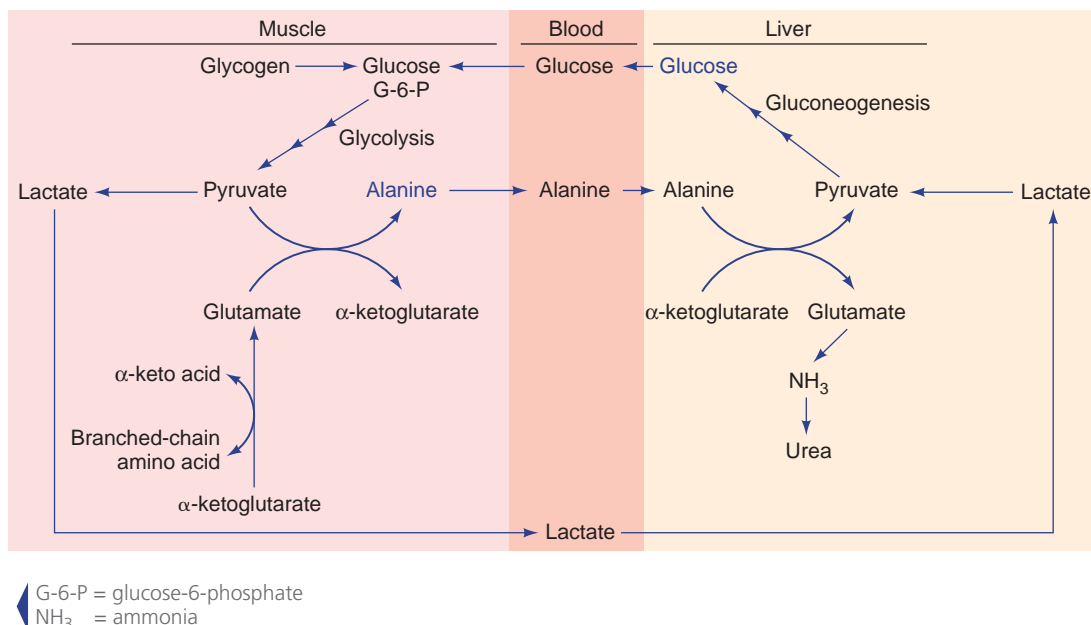 Muscle Blood Liver
Glycogen Glucose Glucose Glucose
G-6-P
Gluconeogenesis
Glycolysis
Lactate Pyruvate Alanine Alanine Alanine Pyruvate Lactate
Glutamate α-ketoglutarate α-ketoglutarate Glutamate
α-keto acid
NH₃
Branched-chain
amino acid
Urea
α-ketoglutarate
Lactate
G-6-P = glucose-6-phosphate
NH₃ = ammonia